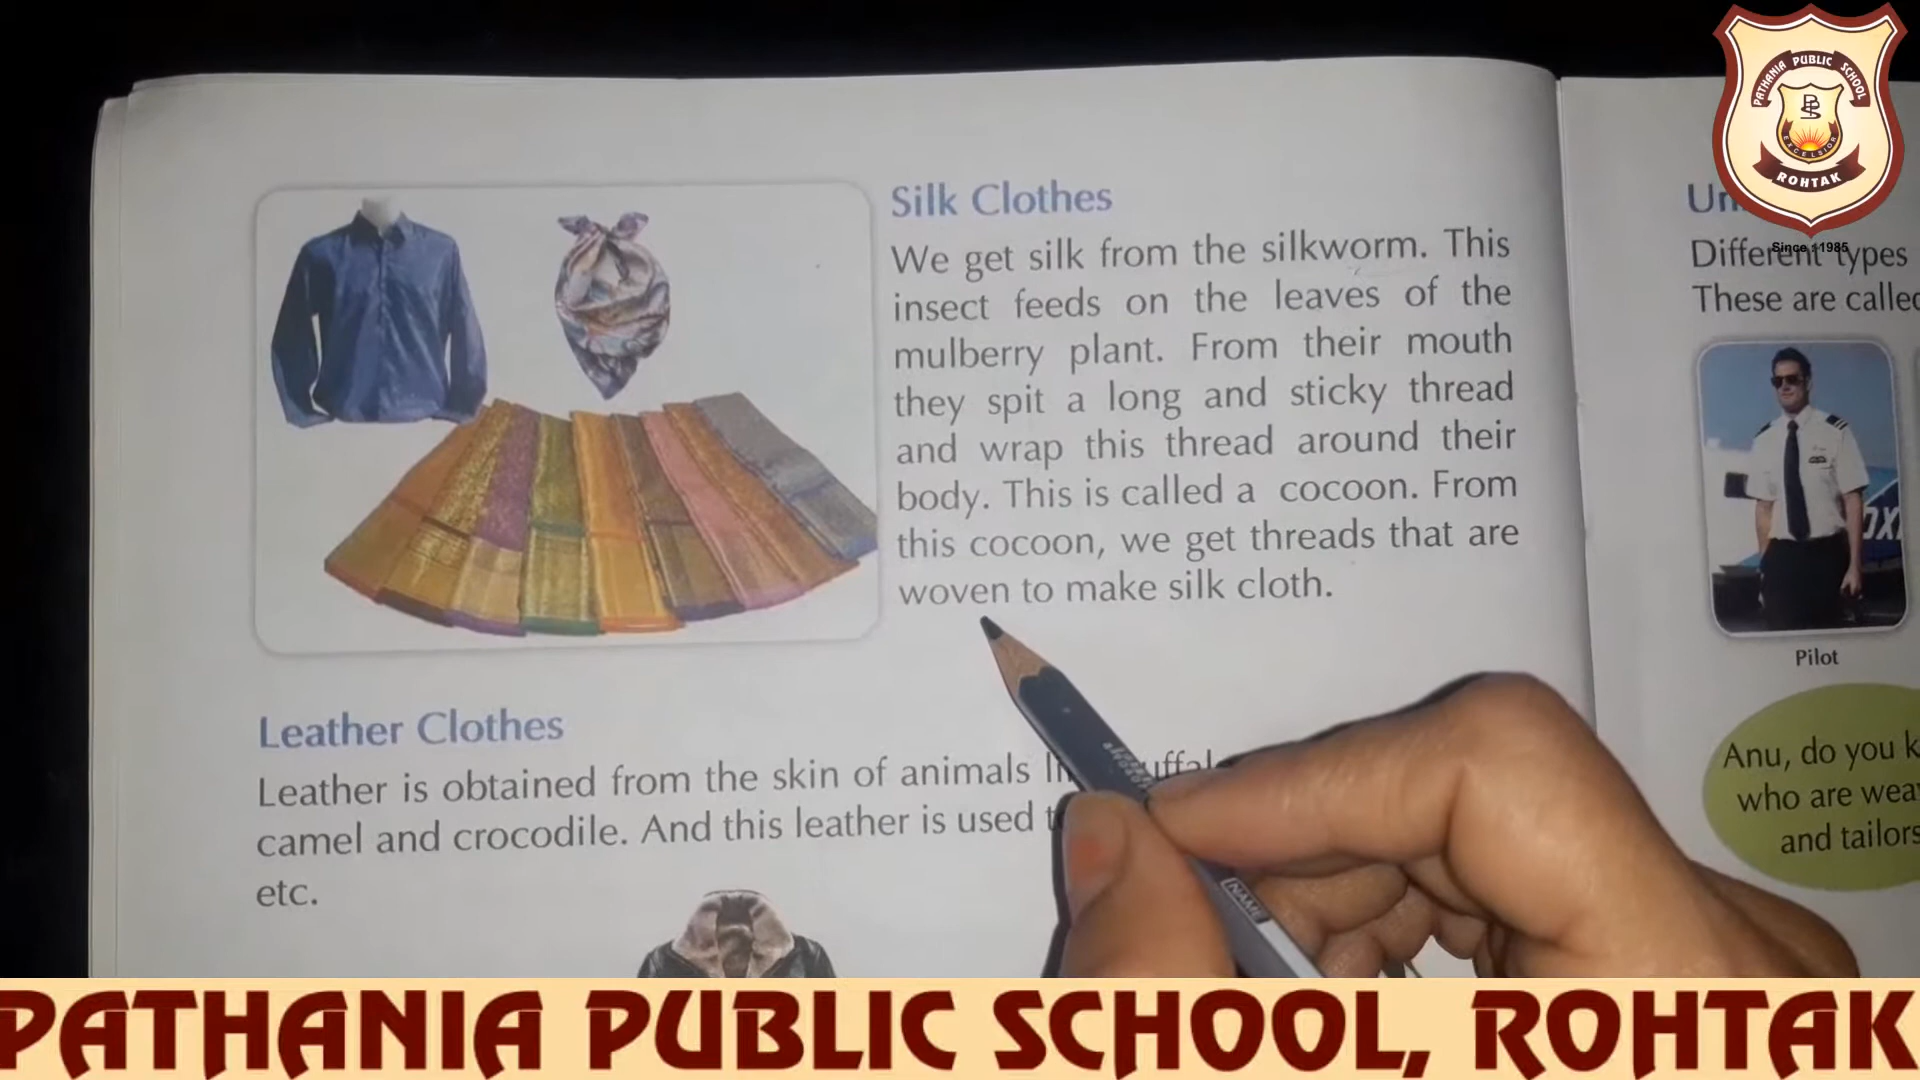 Silk Clothes
We get silk from the silkworm. This
insect feeds on the leaves of the
mulberry plant. From their mouth
they spit a long and sticky thread
and wrap this thread around their
body. This is called a cocoon. From
this cocoon, we get threads that are
woven to make silk cloth.
Leather Clothes
Leather is obtained from the skin of animals
camel and crocodile. And this leather is used
etc.
Different types
These are called
Pilot
Anu, do you
who are
and tailors
NAME
PATHANIA PUBLIC SCHOOL
EXCELSIOR
ROHTAK
Since : 1985
PATHANIA PUBLIC SCHOOL, ROHTAK